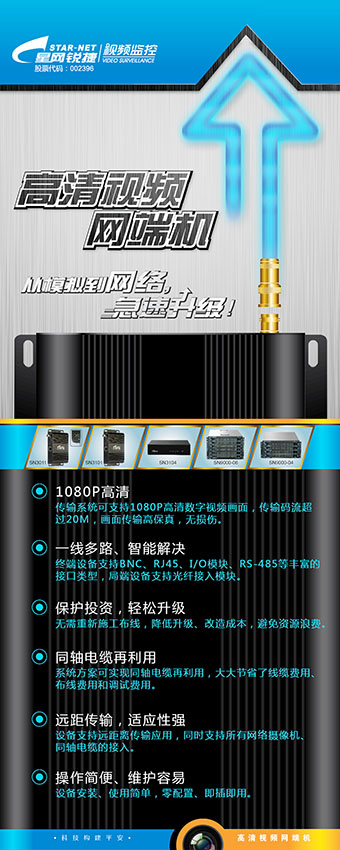 STAR-NET
星网锐捷
视频监控
VIDEO SURVEILLANCE
股票代码：002396
高清视频
网端机
从模拟到网络，
急速升级！
SN3011
SN3101
SN3104
SN9000-08
SN9003-04
1080P高清
传输系统可支持1080P高清数字视频画面，传输码流超
过20M，画面传输高保真，无损伤。
一线多路、智能解决
终端设备支持BNC、RJ45、I/O模块、RS-485等丰富的
接口类型，局端设备支持光纤接入模块。
保护投资，轻松升级
无需重新施工布线，降低升级、改造成本，避免资源浪费。
同轴电缆再利用
系统方案可实现同轴电缆再利用，大大节省了线缆费用、
布线费用和调试费用。
远距传输，适应性强
设备支持远距离传输应用，同时支持所有网络摄像机、
同轴电缆的接入。
操作简便、维护容易
设备安装、使用简单，零配置、即插即用。
·科技构建平安·
高清视频网端机